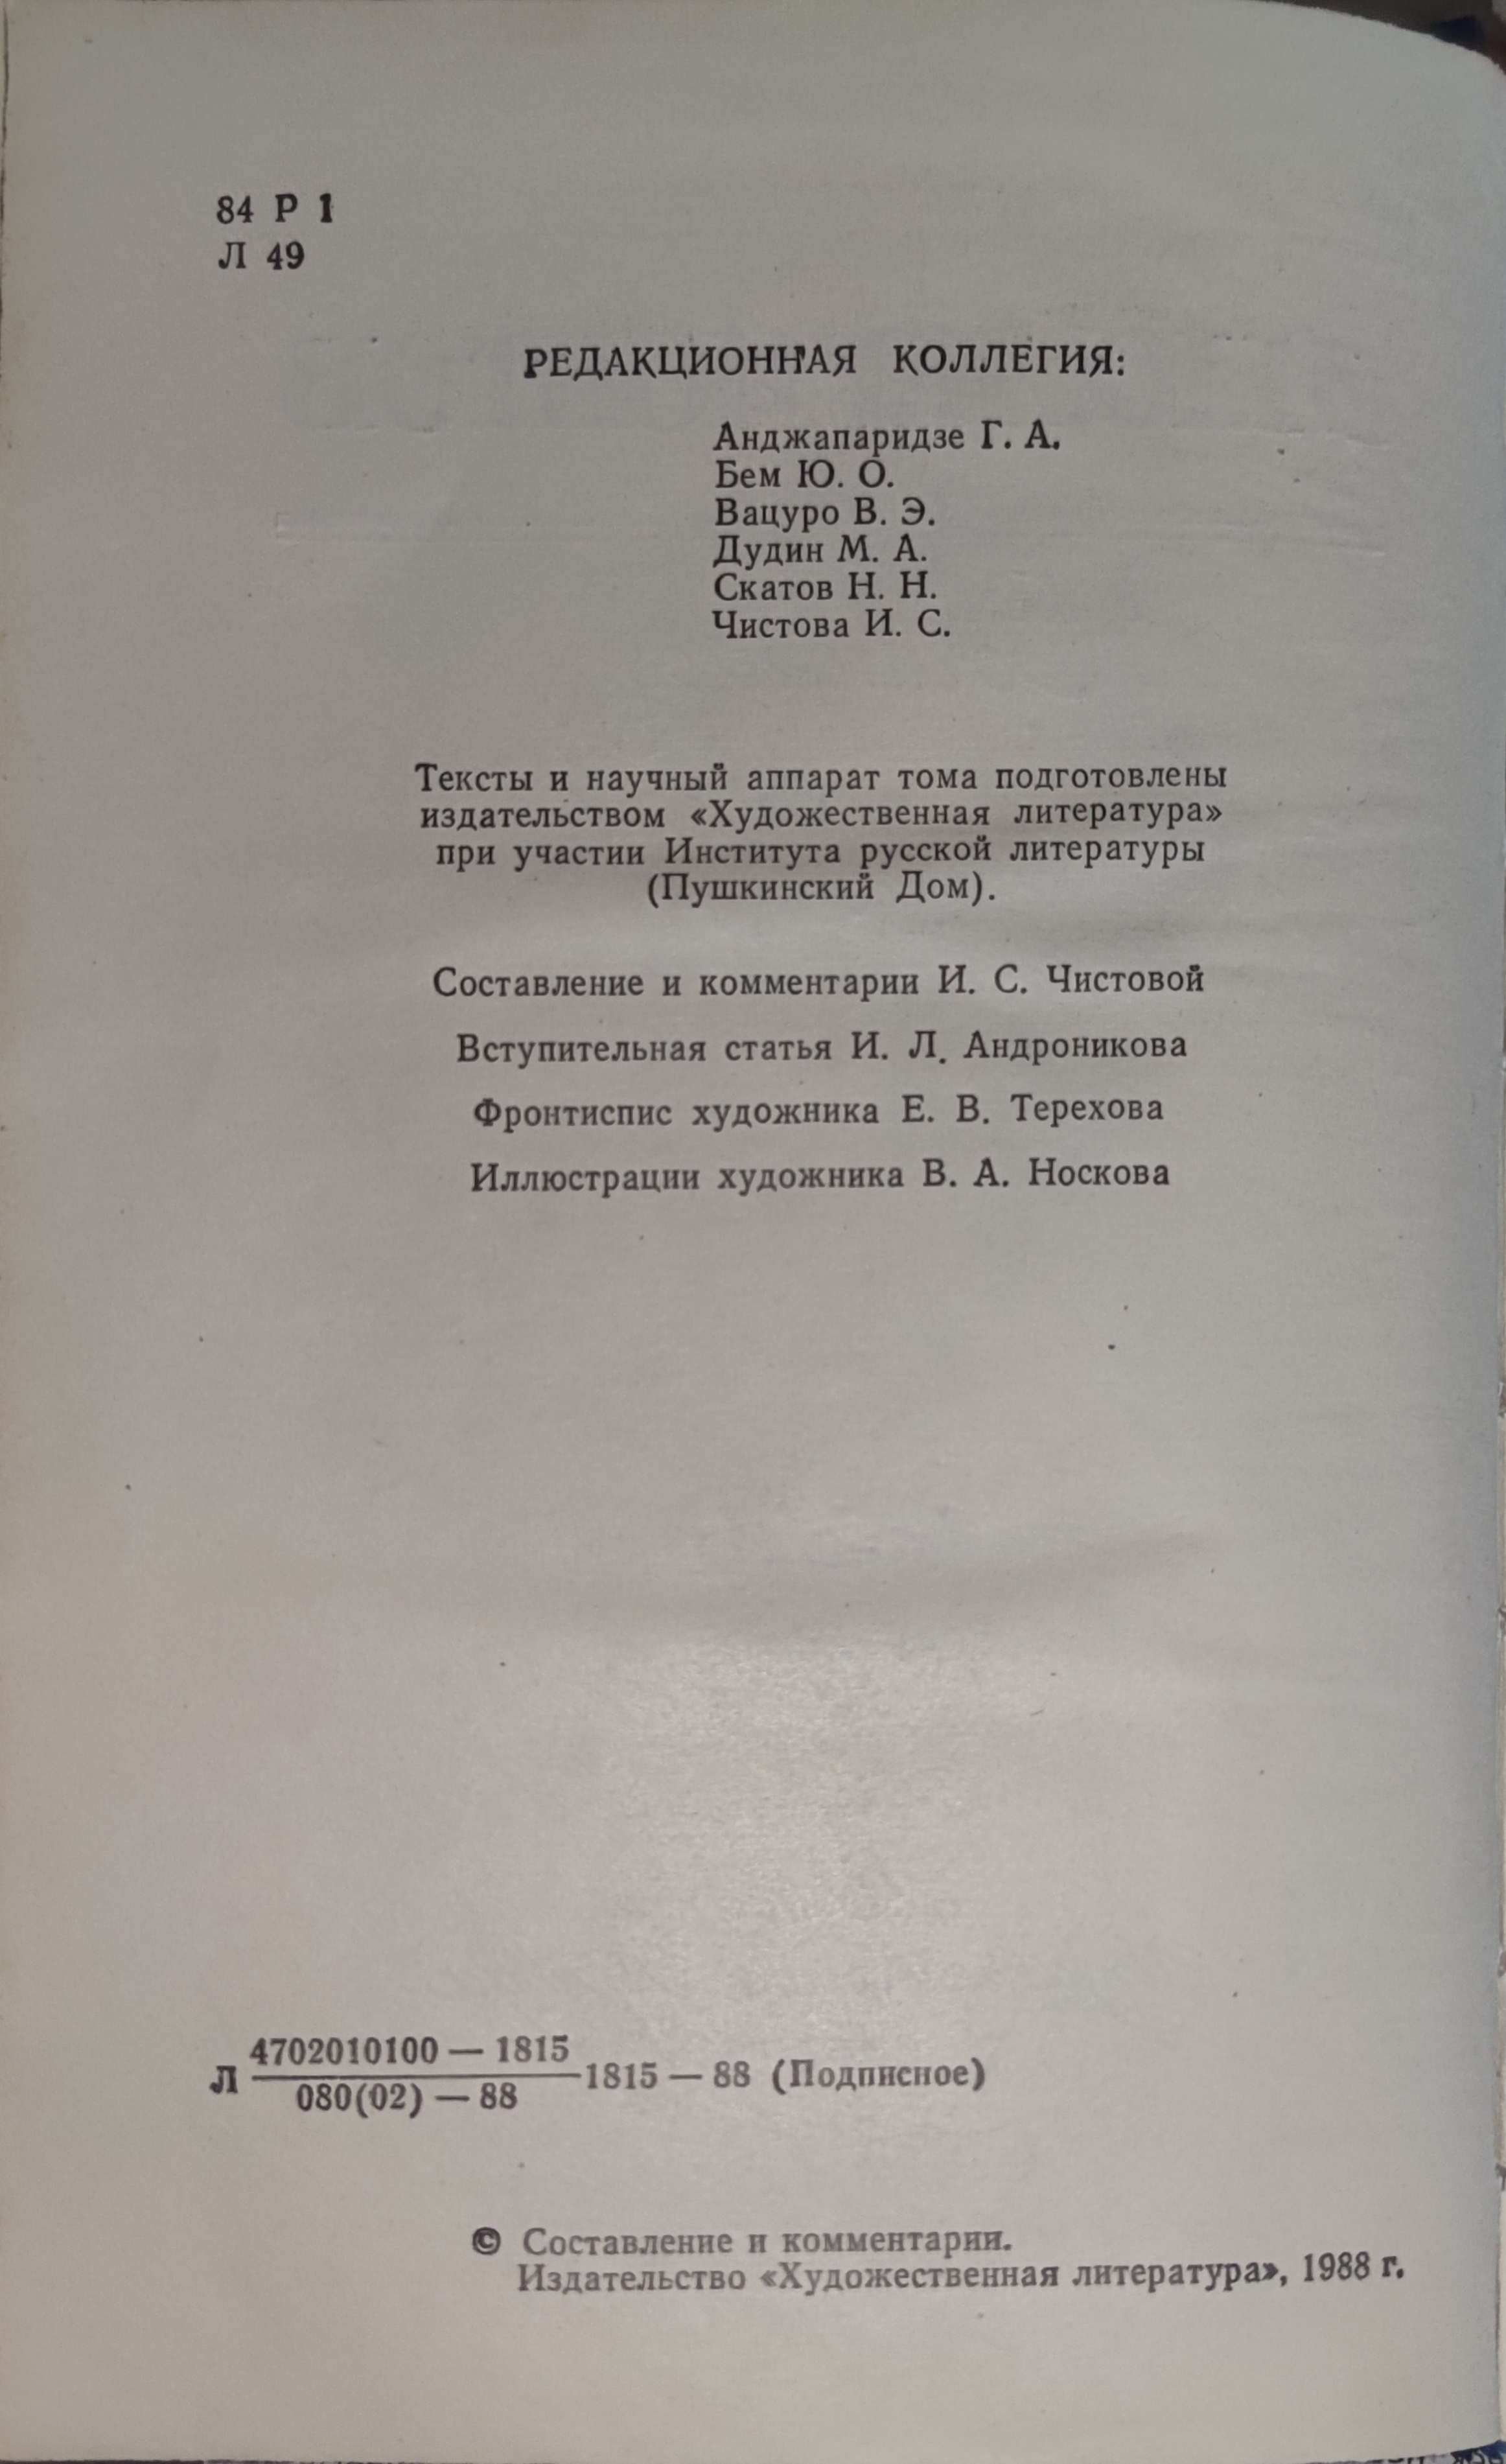 84 Р 1
Л 49
РЕДАКЦИОННАЯ КОЛЛЕГИЯ:
Анджапаридзе Г. А.
Бем Ю. О.
Вацуро В. Э.
Дудин М. А.
Скатов Н. Н.
Чистова И. С.
Тексты и научный аппарат тома подготовлены
издательством «Художественная литература»
при участии Института русской литературы
(Пушкинский Дом).
Составление и комментарии И. С. Чистовой
Вступительная статья И. Л. Андроникова
Фронтиспис художника Е. В. Терехова
Иллюстрации художника В. А. Носкова
4702010100 — 1815
Л 1815 — 88 (Подписное)
080(02) — 88
© Составление и комментарии.
Издательство «Художественная литература», 1988 г.